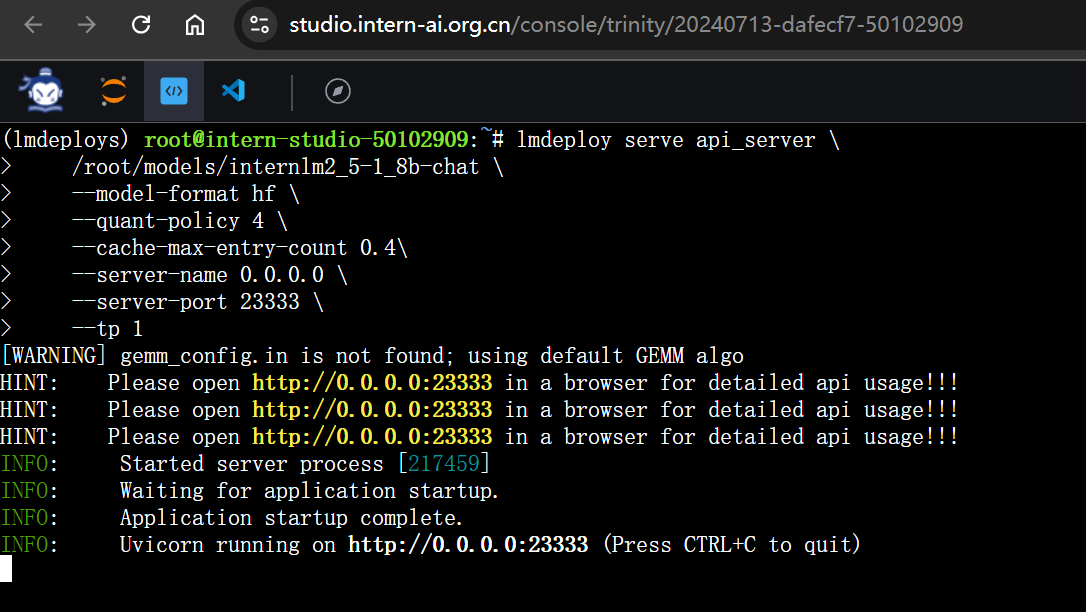 studio.intern-ai.org.cn/console/trinity/20240713-dafecf7-50102909
(lmdeploys) root@intern-studio-50102909:~# lmdeploy serve api_server \
>     /root/models/internlm2_5-1_8b-chat \
>     --model-format hf \
>     --quant-policy 4 \
>     --cache-max-entry-count 0.4\
>     --server-name 0.0.0.0 \
>     --server-port 23333 \
>     --tp 1
[WARNING] gemm_config.in is not found; using default GEMM algo
HINT:    Please open http://0.0.0.0:23333 in a browser for detailed api usage!!!
HINT:    Please open http://0.0.0.0:23333 in a browser for detailed api usage!!!
HINT:    Please open http://0.0.0.0:23333 in a browser for detailed api usage!!!
INFO:     Started server process [217459]
INFO:     Waiting for application startup.
INFO:     Application startup complete.
INFO:     Uvicorn running on http://0.0.0.0:23333 (Press CTRL+C to quit)